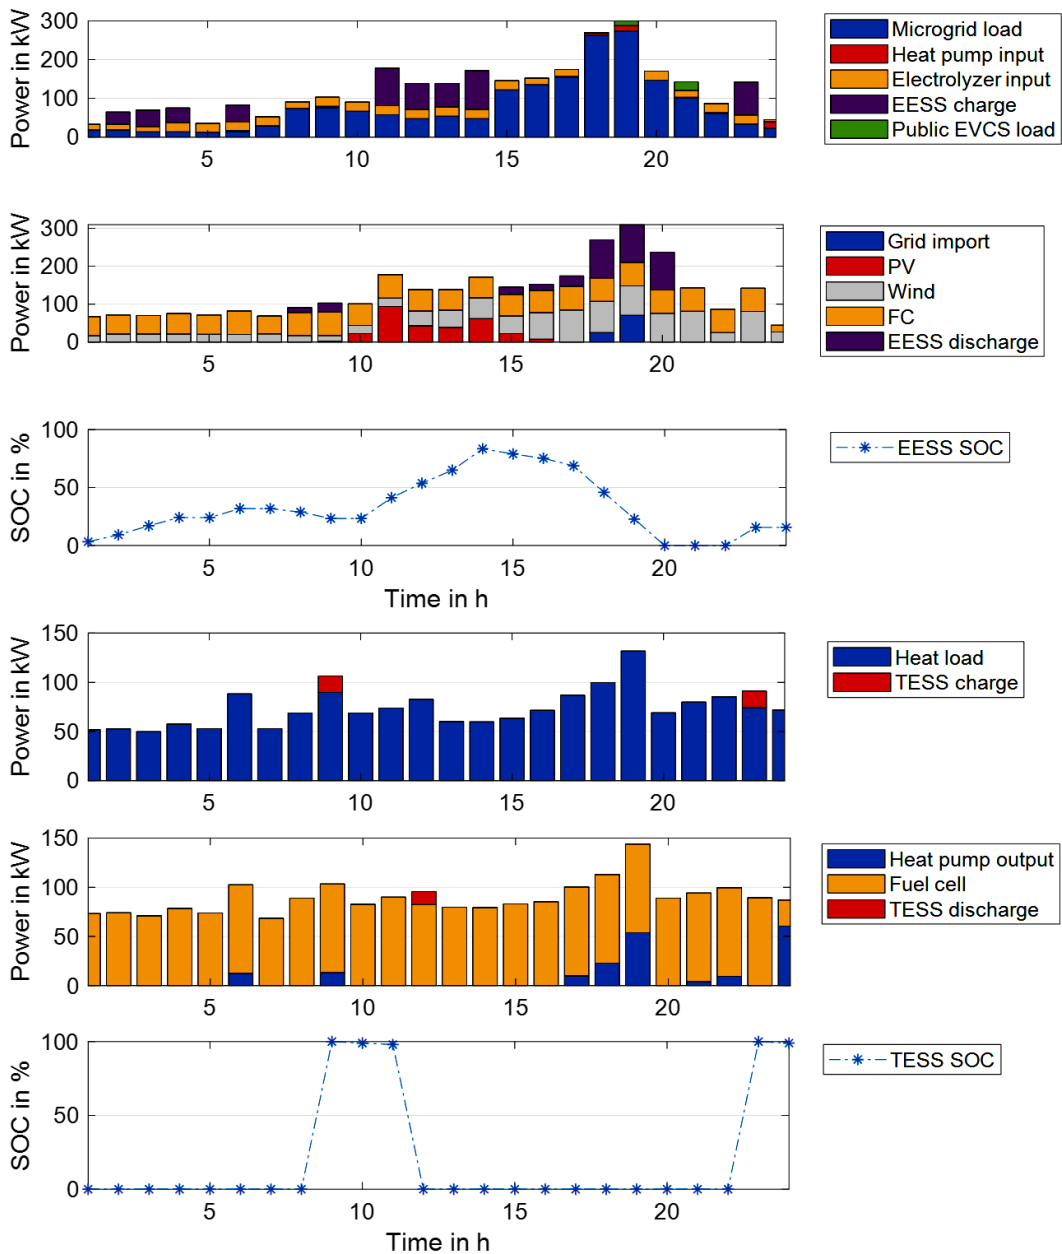 Power in kW
300
200
100
0
5
10
15
20
Microgrid load
Heat pump input
Electrolyzer input
EESS charge
Public EVCS load
Power in kW
300
200
100
0
5
10
15
20
Grid import
PV
Wind
FC
EESS discharge
SOC in %
100
50
0
5
10
15
20
Time in h
EESS SOC
Power in kW
150
100
50
0
5
10
15
20
Heat load
TESS charge
Power in kW
150
100
50
0
5
10
15
20
Heat pump output
Fuel cell
TESS discharge
SOC in %
100
50
0
5
10
15
20
Time in h
TESS SOC